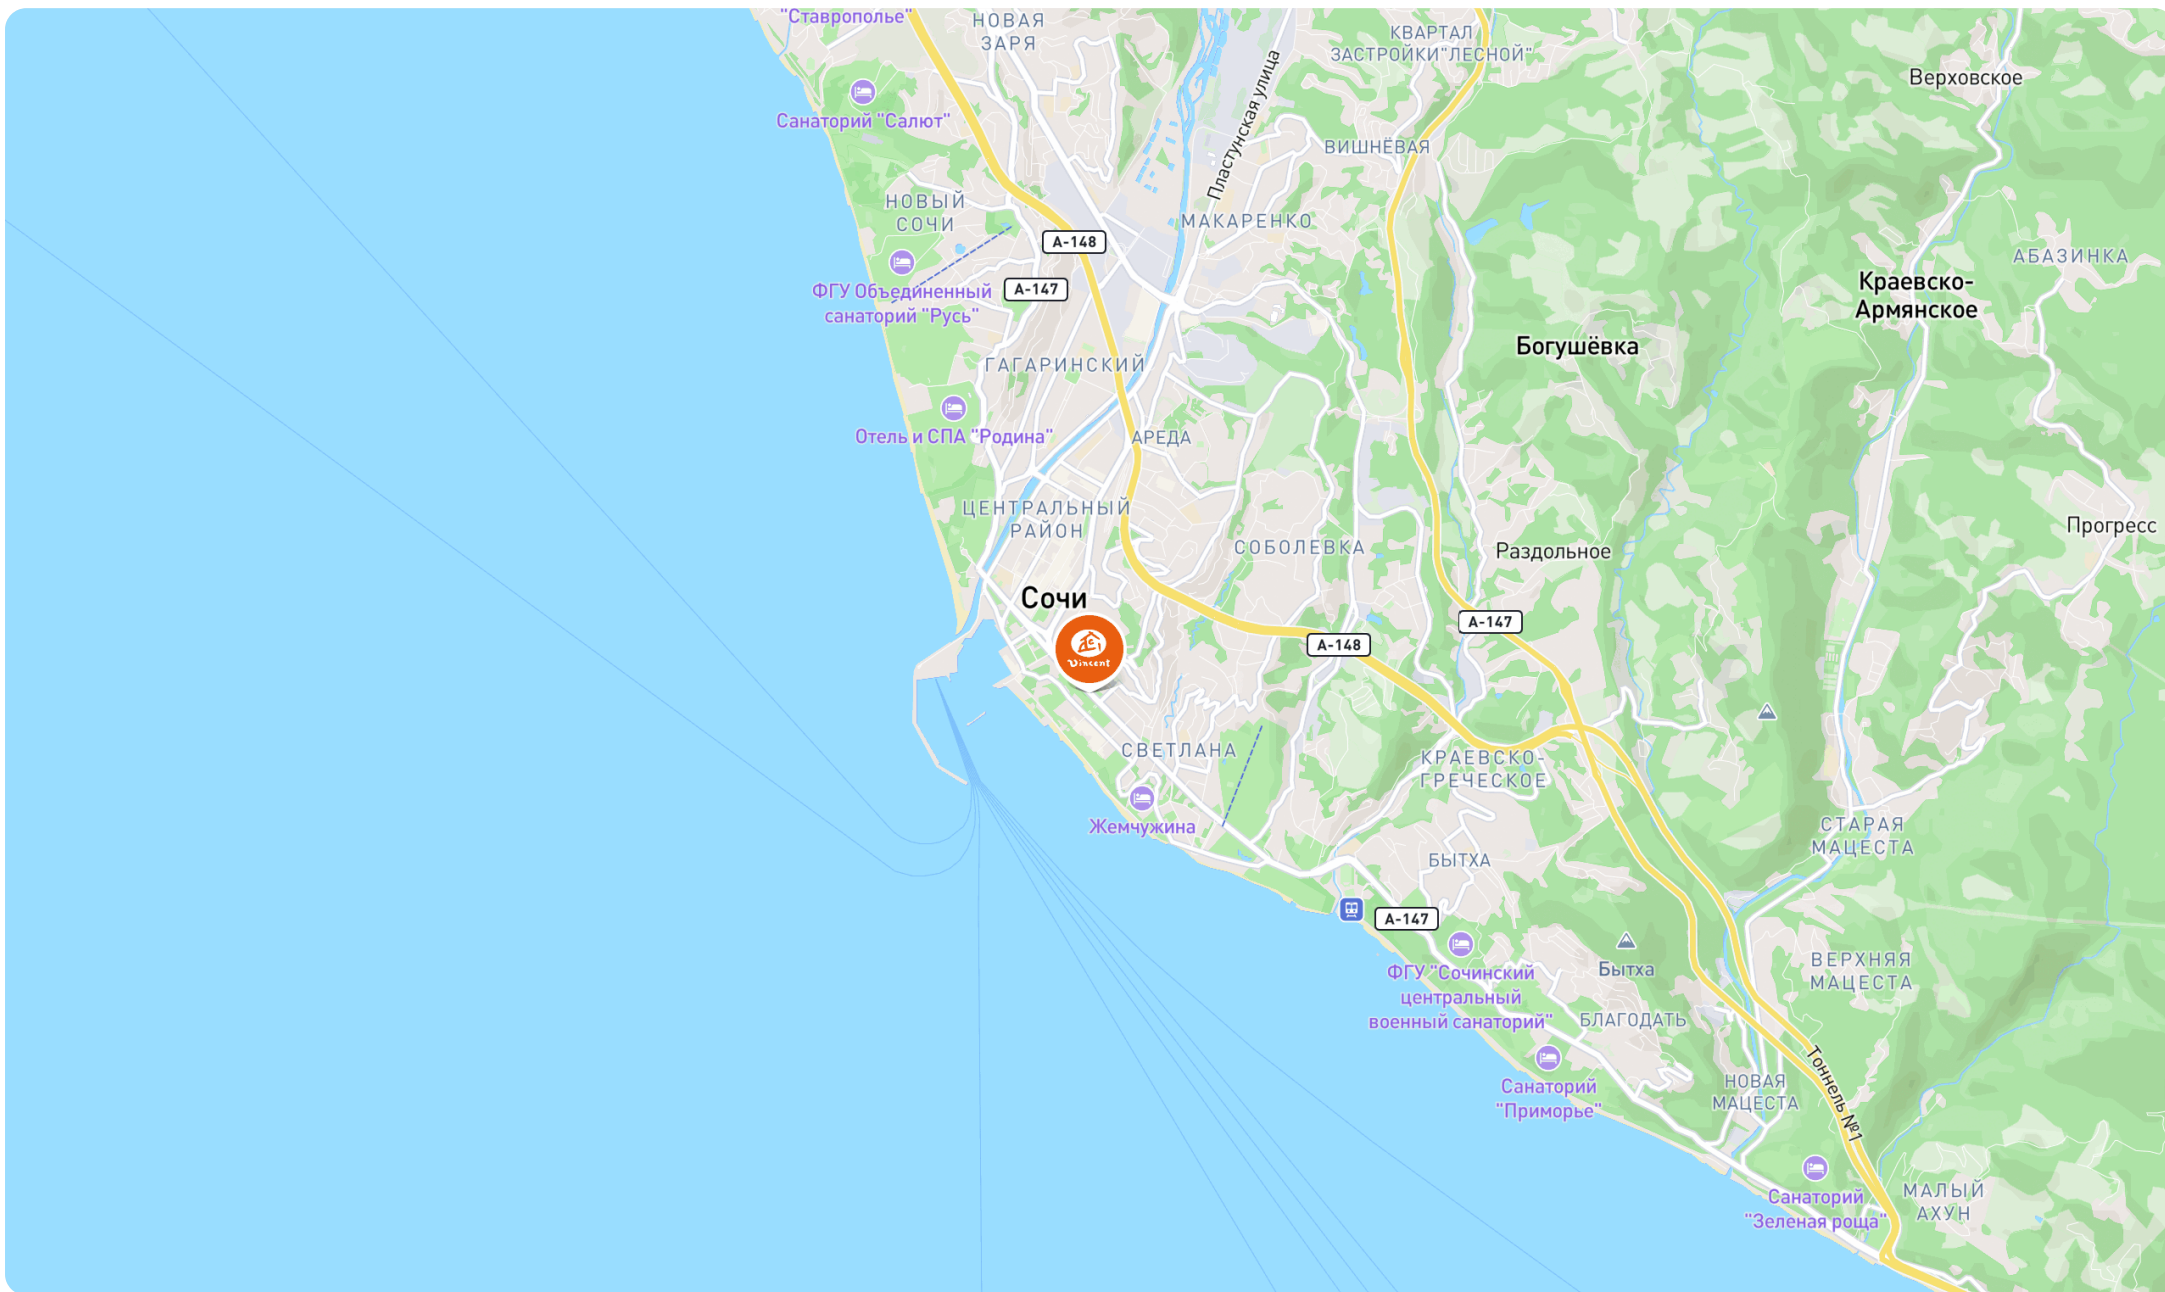 "Ставрополье"
НОВАЯ
ЗАРЯ
КВАРТАЛ
ЗАСТРОЙКИ"ЛЕСНОЙ"
Верховское
Санаторий "Салют"
Пластунская улица
ВИШНЁВАЯ
НОВЫЙ
СОЧИ
МАКАРЕНКО
А-148
АБАЗИНКА
ФГУ Объединенный
санаторий "Русь"
А-147
Краевско-
Армянское
Богушёвка
ГАГАРИНСКИЙ
Отель и СПА "Родина"
АРЕДА
ЦЕНТРАЛЬНЫЙ
РАЙОН
Прогресс
СОБОЛЕВКА
Раздольное
Сочи
Vincent
А-148
А-147
СВЕТЛАНА
КРАЕВСКО-
ГРЕЧЕСКОЕ
Жемчужина
СТАРАЯ
МАЦЕСТА
БЫТХА
А-147
ФГУ "Сочинский
центральный
военный санаторий"
Бытха
ВЕРХНЯЯ
МАЦЕСТА
БЛАГОДАТЬ
Санаторий
"Приморье"
НОВАЯ
МАЦЕСТА
Тоннель №1
Санаторий
"Зеленая роща"
МАЛЫЙ
АХУН